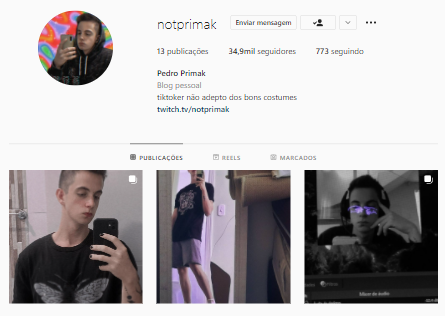 notprimak Enviar mensagem
13 publicações 34,9mil seguidores 773 seguindo
Pedro Primak
Blog pessoal
tiktoker não adepto dos bons costumes
twitch.tv/notprimak
PUBLICAÇÕES REELS MARCADOS